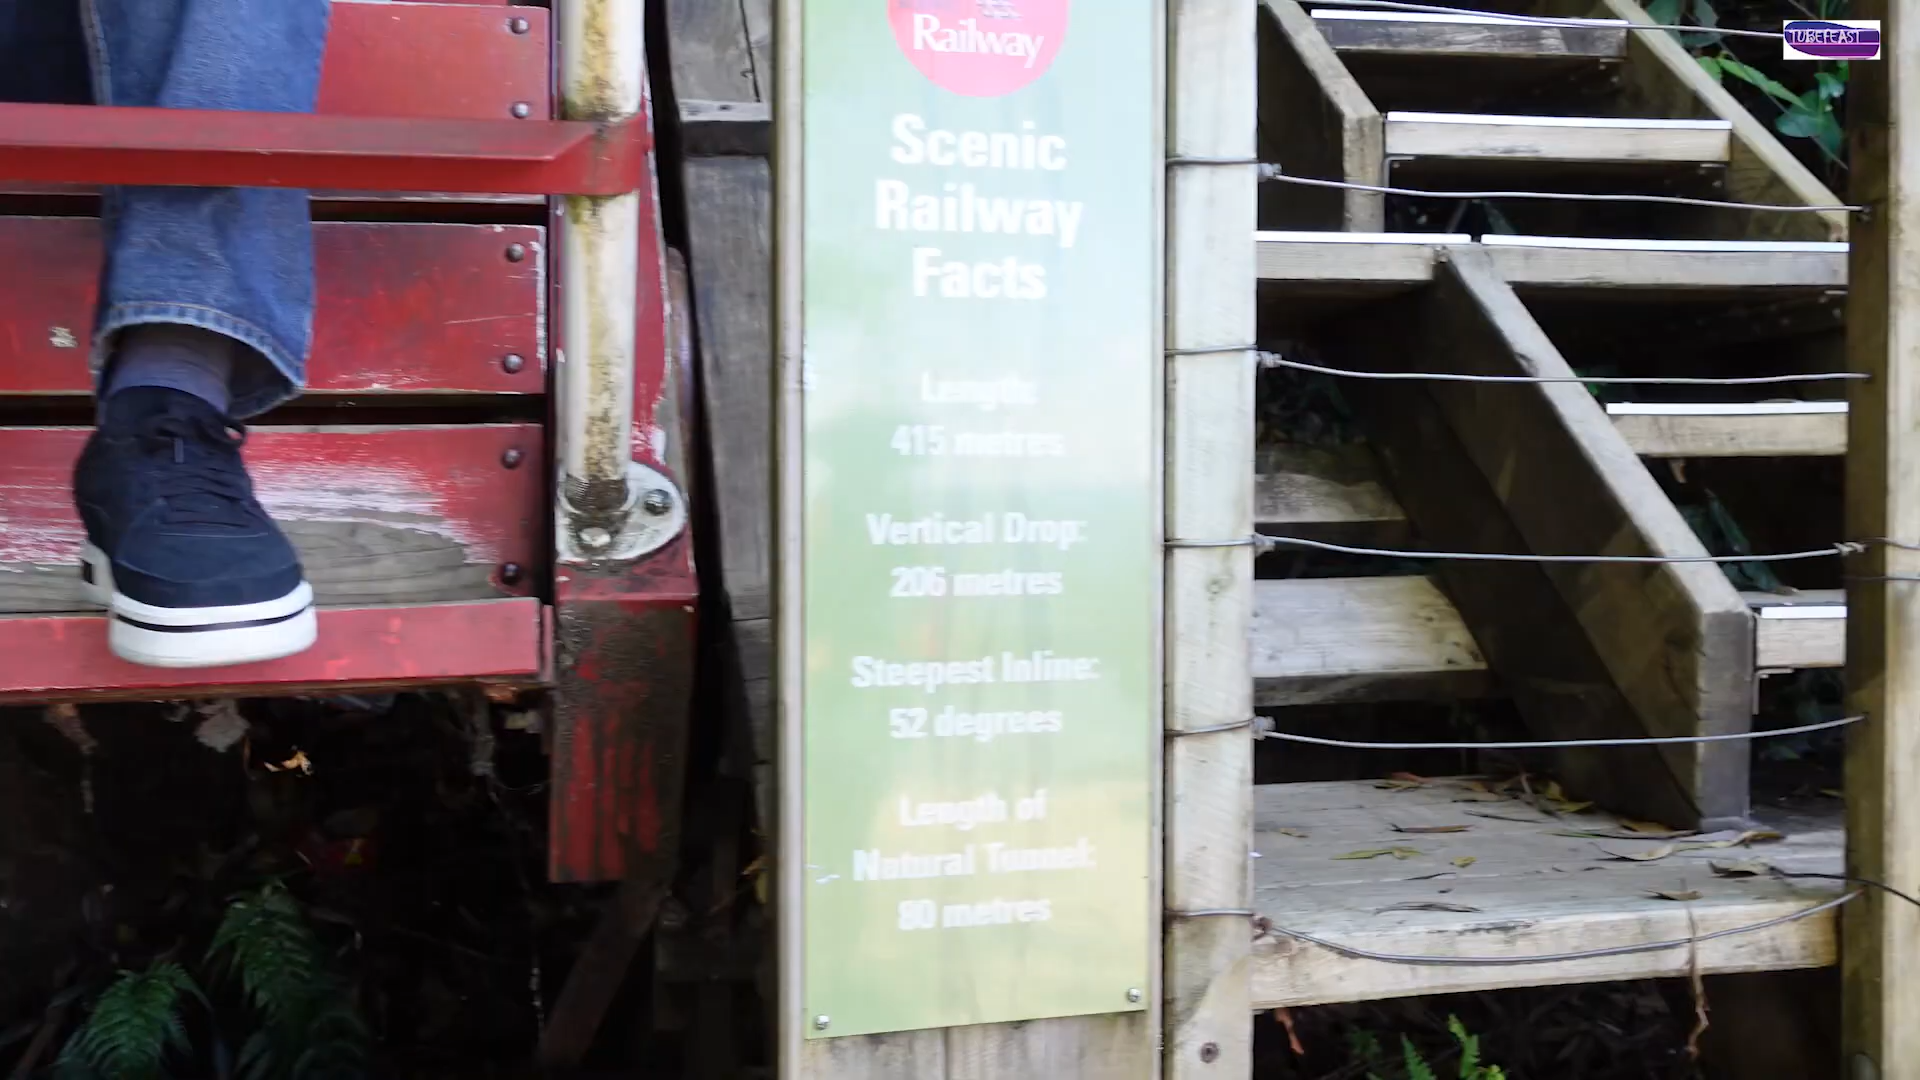 TUBEFEAST
Railway
Scenic
Railway
Facts
Length:
415 metres
Vertical Drop:
206 metres
Steepest Inline:
52 degrees
Length of
Natural Tunnel:
80 metres